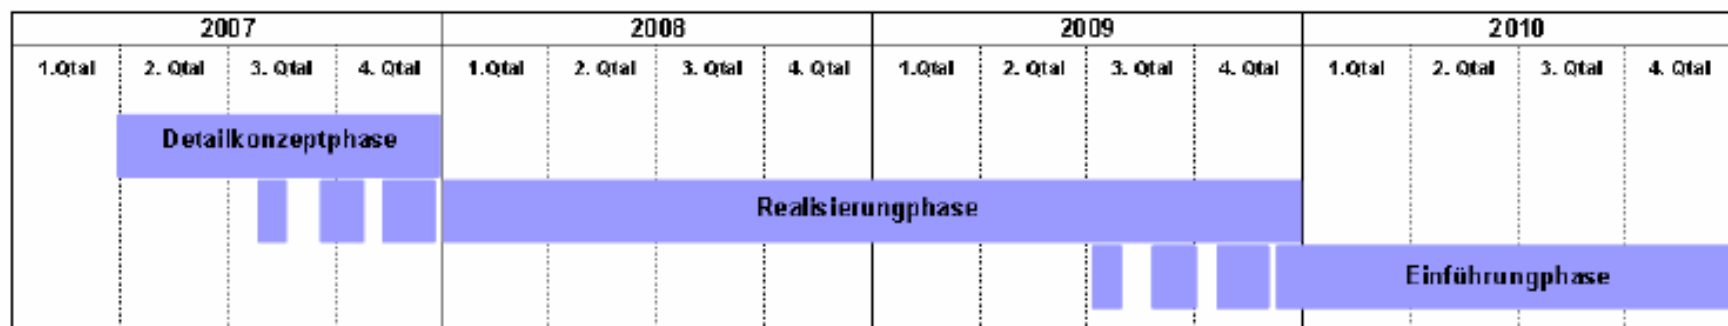 2007 2008 2009 2010
1.Qtal 2. Qtal 3. Qtal 4. Qtal 1.Qtal 2. Qtal 3. Qtal 4. Qtal 1.Qtal 2. Qtal 3. Qtal 4. Qtal 1.Qtal 2. Qtal 3. Qtal 4. Qtal
Detailkonzeptphase
Realisierungphase
Einführungphase